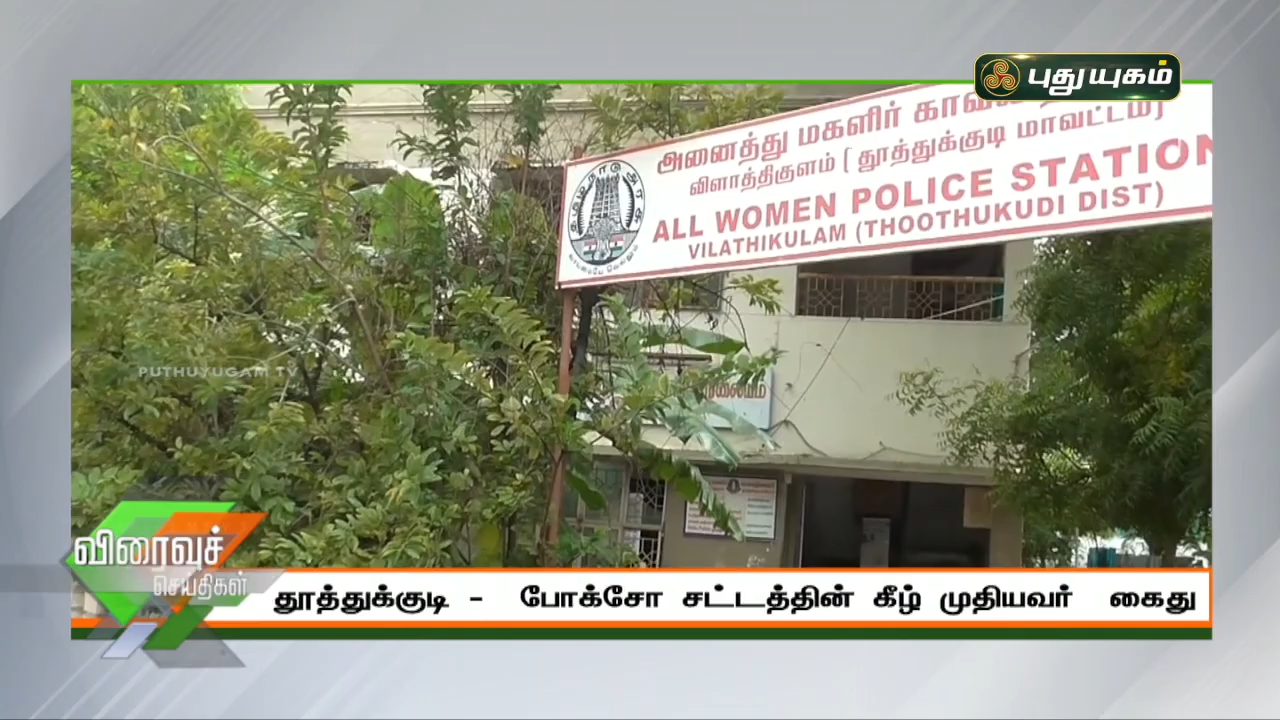 புதுயுகம்
அனைத்து மகளிர் காவல்
விளாத்திகுளம் [ தூத்துக்குடி மாவட்டம்)
ALL WOMEN POLICE STATION
VILATHIKULAM (THOOTHUKUDI DIST)
PUTHUYUGAM TV
விரைவுச்
செய்திகள்
தூத்துக்குடி - போக்சோ சட்டத்தின் கீழ் முதியவர் கைது